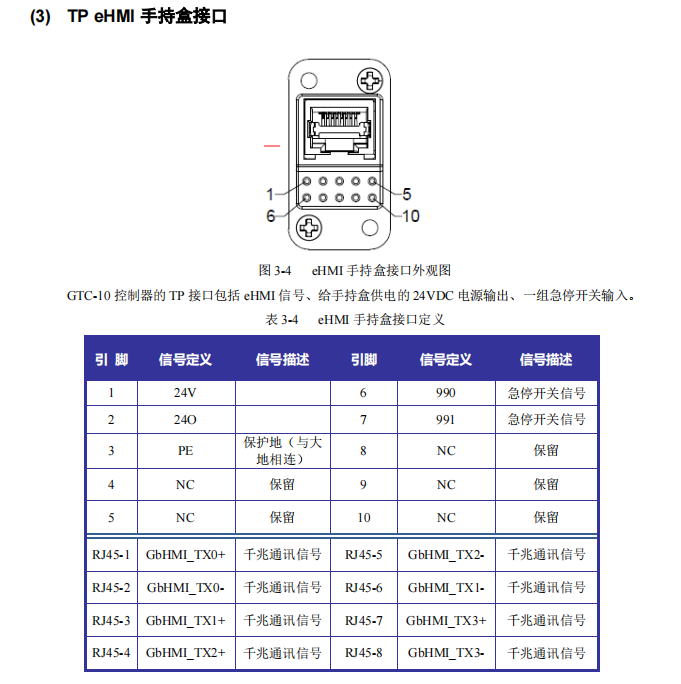 (3) TP eHMI 手持盒接口
1 5
6 10
图 3-4 eHMI 手持盒接口外观图
GTC-10 控制器的 TP 接口包括 eHMI 信号、给手持盒供电的 24VDC 电源输出、一组急停开关输入。
表 3-4 eHMI 手持盒接口定义
引 脚 信号定义 信号描述 引脚 信号定义 信号描述
1 24V 6 990 急停开关信号
2 24O 7 991 急停开关信号
3 PE 保护地（与大地相连） 8 NC 保留
4 NC 保留 9 NC 保留
5 NC 保留 10 NC 保留
RJ45-1 GbHMI_TX0+ 千兆通讯信号 RJ45-5 GbHMI_TX2- 千兆通讯信号
RJ45-2 GbHMI_TX0- 千兆通讯信号 RJ45-6 GbHMI_TX1- 千兆通讯信号
RJ45-3 GbHMI_TX1+ 千兆通讯信号 RJ45-7 GbHMI_TX3+ 千兆通讯信号
RJ45-4 GbHMI_TX2+ 千兆通讯信号 RJ45-8 GbHMI_TX3- 千兆通讯信号